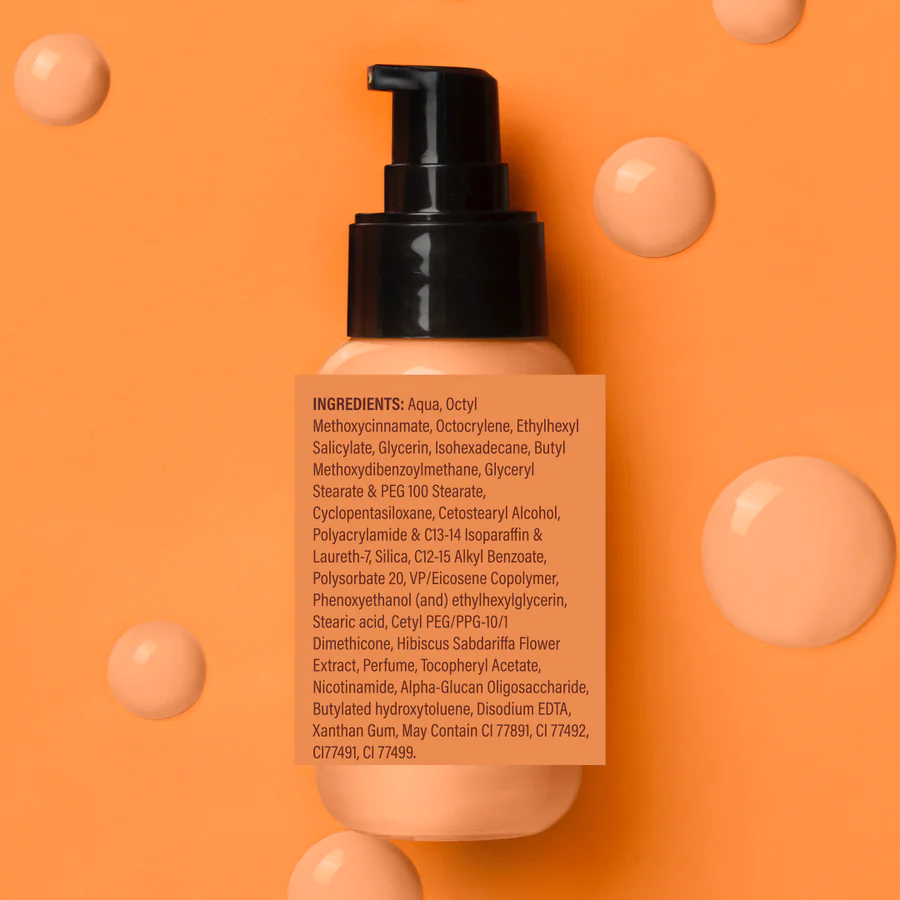 INGREDIENTS: Aqua, Octyl
Methoxycinnamate, Octocrylene, Ethylhexyl
Salicylate, Glycerin, Isohexadecane, Butyl
Methoxydibenzoylmethane, Glyceryl
Stearate & PEG 100 Stearate,
Cyclopentasiloxane, Cetostearyl Alcohol,
Polyacrylamide & C13-14 Isoparaffin &
Laureth-7, Silica, C12-15 Alkyl Benzoate,
Polysorbate 20, VP/Eicosene Copolymer,
Phenoxyethanol (and) ethylhexylglycerin,
Stearic acid, Cetyl PEG/PPG-10/1
Dimethicone, Hibiscus Sabdariffa Flower
Extract, Perfume, Tocopheryl Acetate,
Nicotinamide, Alpha-Glucan Oligosaccharide,
Butylated hydroxytoluene, Disodium EDTA,
Xanthan Gum, May Contain CI 77891, CI 77492,
CI77491, CI 77499.